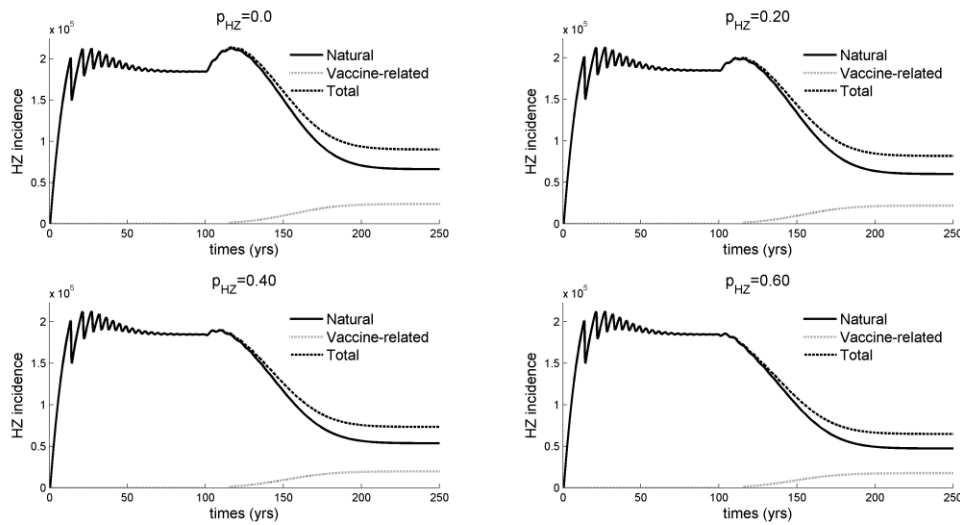 p_HZ=0.0
x 10^5
HZ incidence
2
1.5
1
0.5
0
0 50 100 150 200 250
times (yrs)
Natural
Vaccine-related
Total
p_HZ=0.20
x 10^5
HZ incidence
2
1.5
1
0.5
0
0 50 100 150 200 250
times (yrs)
Natural
Vaccine-related
Total
p_HZ=0.40
x 10^5
HZ incidence
2
1.5
1
0.5
0
0 50 100 150 200 250
times (yrs)
Natural
Vaccine-related
Total
p_HZ=0.60
x 10^5
HZ incidence
2
1.5
1
0.5
0
0 50 100 150 200 250
times (yrs)
Natural
Vaccine-related
Total